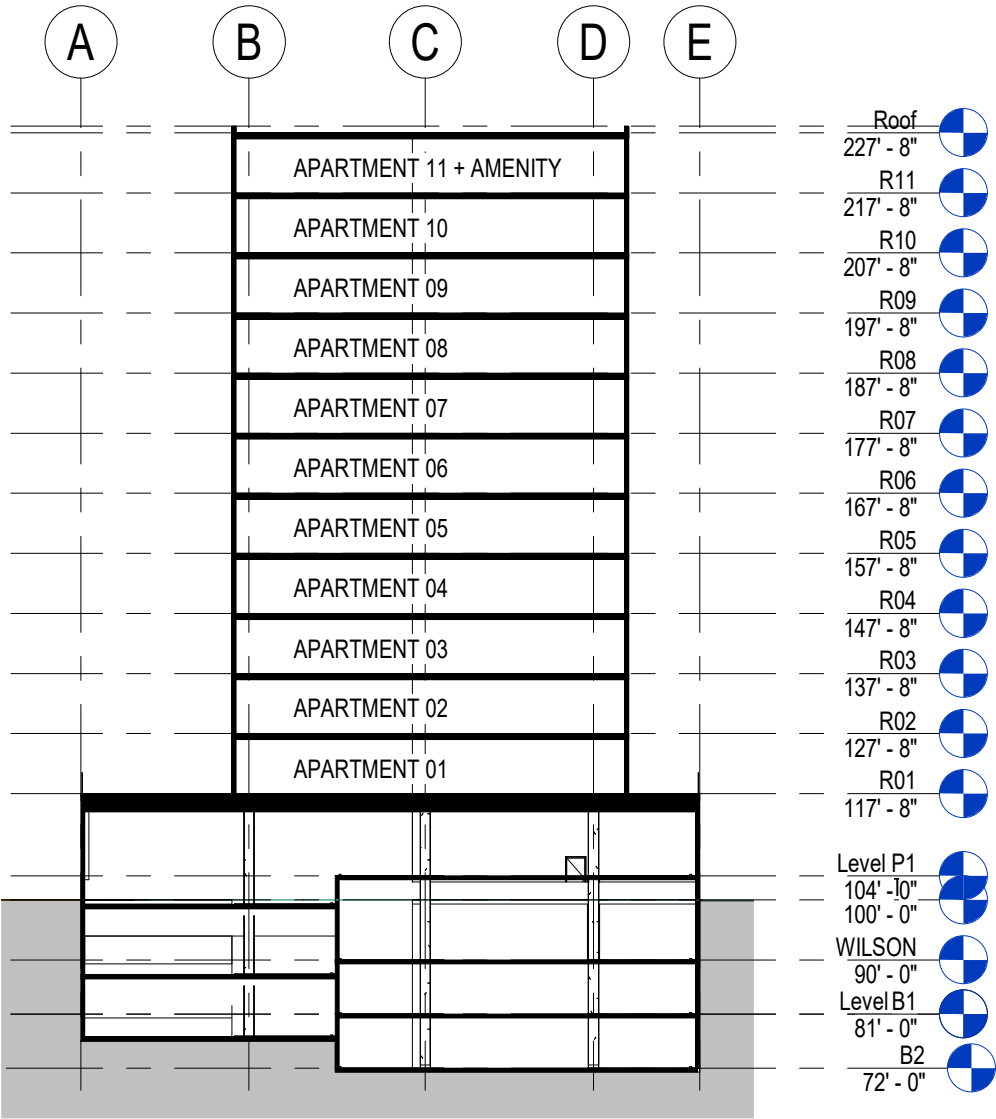 A B C D E
Roof
227' - 8"
APARTMENT 11 + AMENITY
R11
217' - 8"
APARTMENT 10
R10
207' - 8"
APARTMENT 09
R09
197' - 8"
APARTMENT 08
R08
187' - 8"
APARTMENT 07
R07
177' - 8"
APARTMENT 06
R06
167' - 8"
APARTMENT 05
R05
157' - 8"
APARTMENT 04
R04
147' - 8"
APARTMENT 03
R03
137' - 8"
APARTMENT 02
R02
127' - 8"
APARTMENT 01
R01
117' - 8"
Level P1
104' - 0"
100' - 0"
WILSON
90' - 0"
Level B1
81' - 0"
B2
72' - 0"